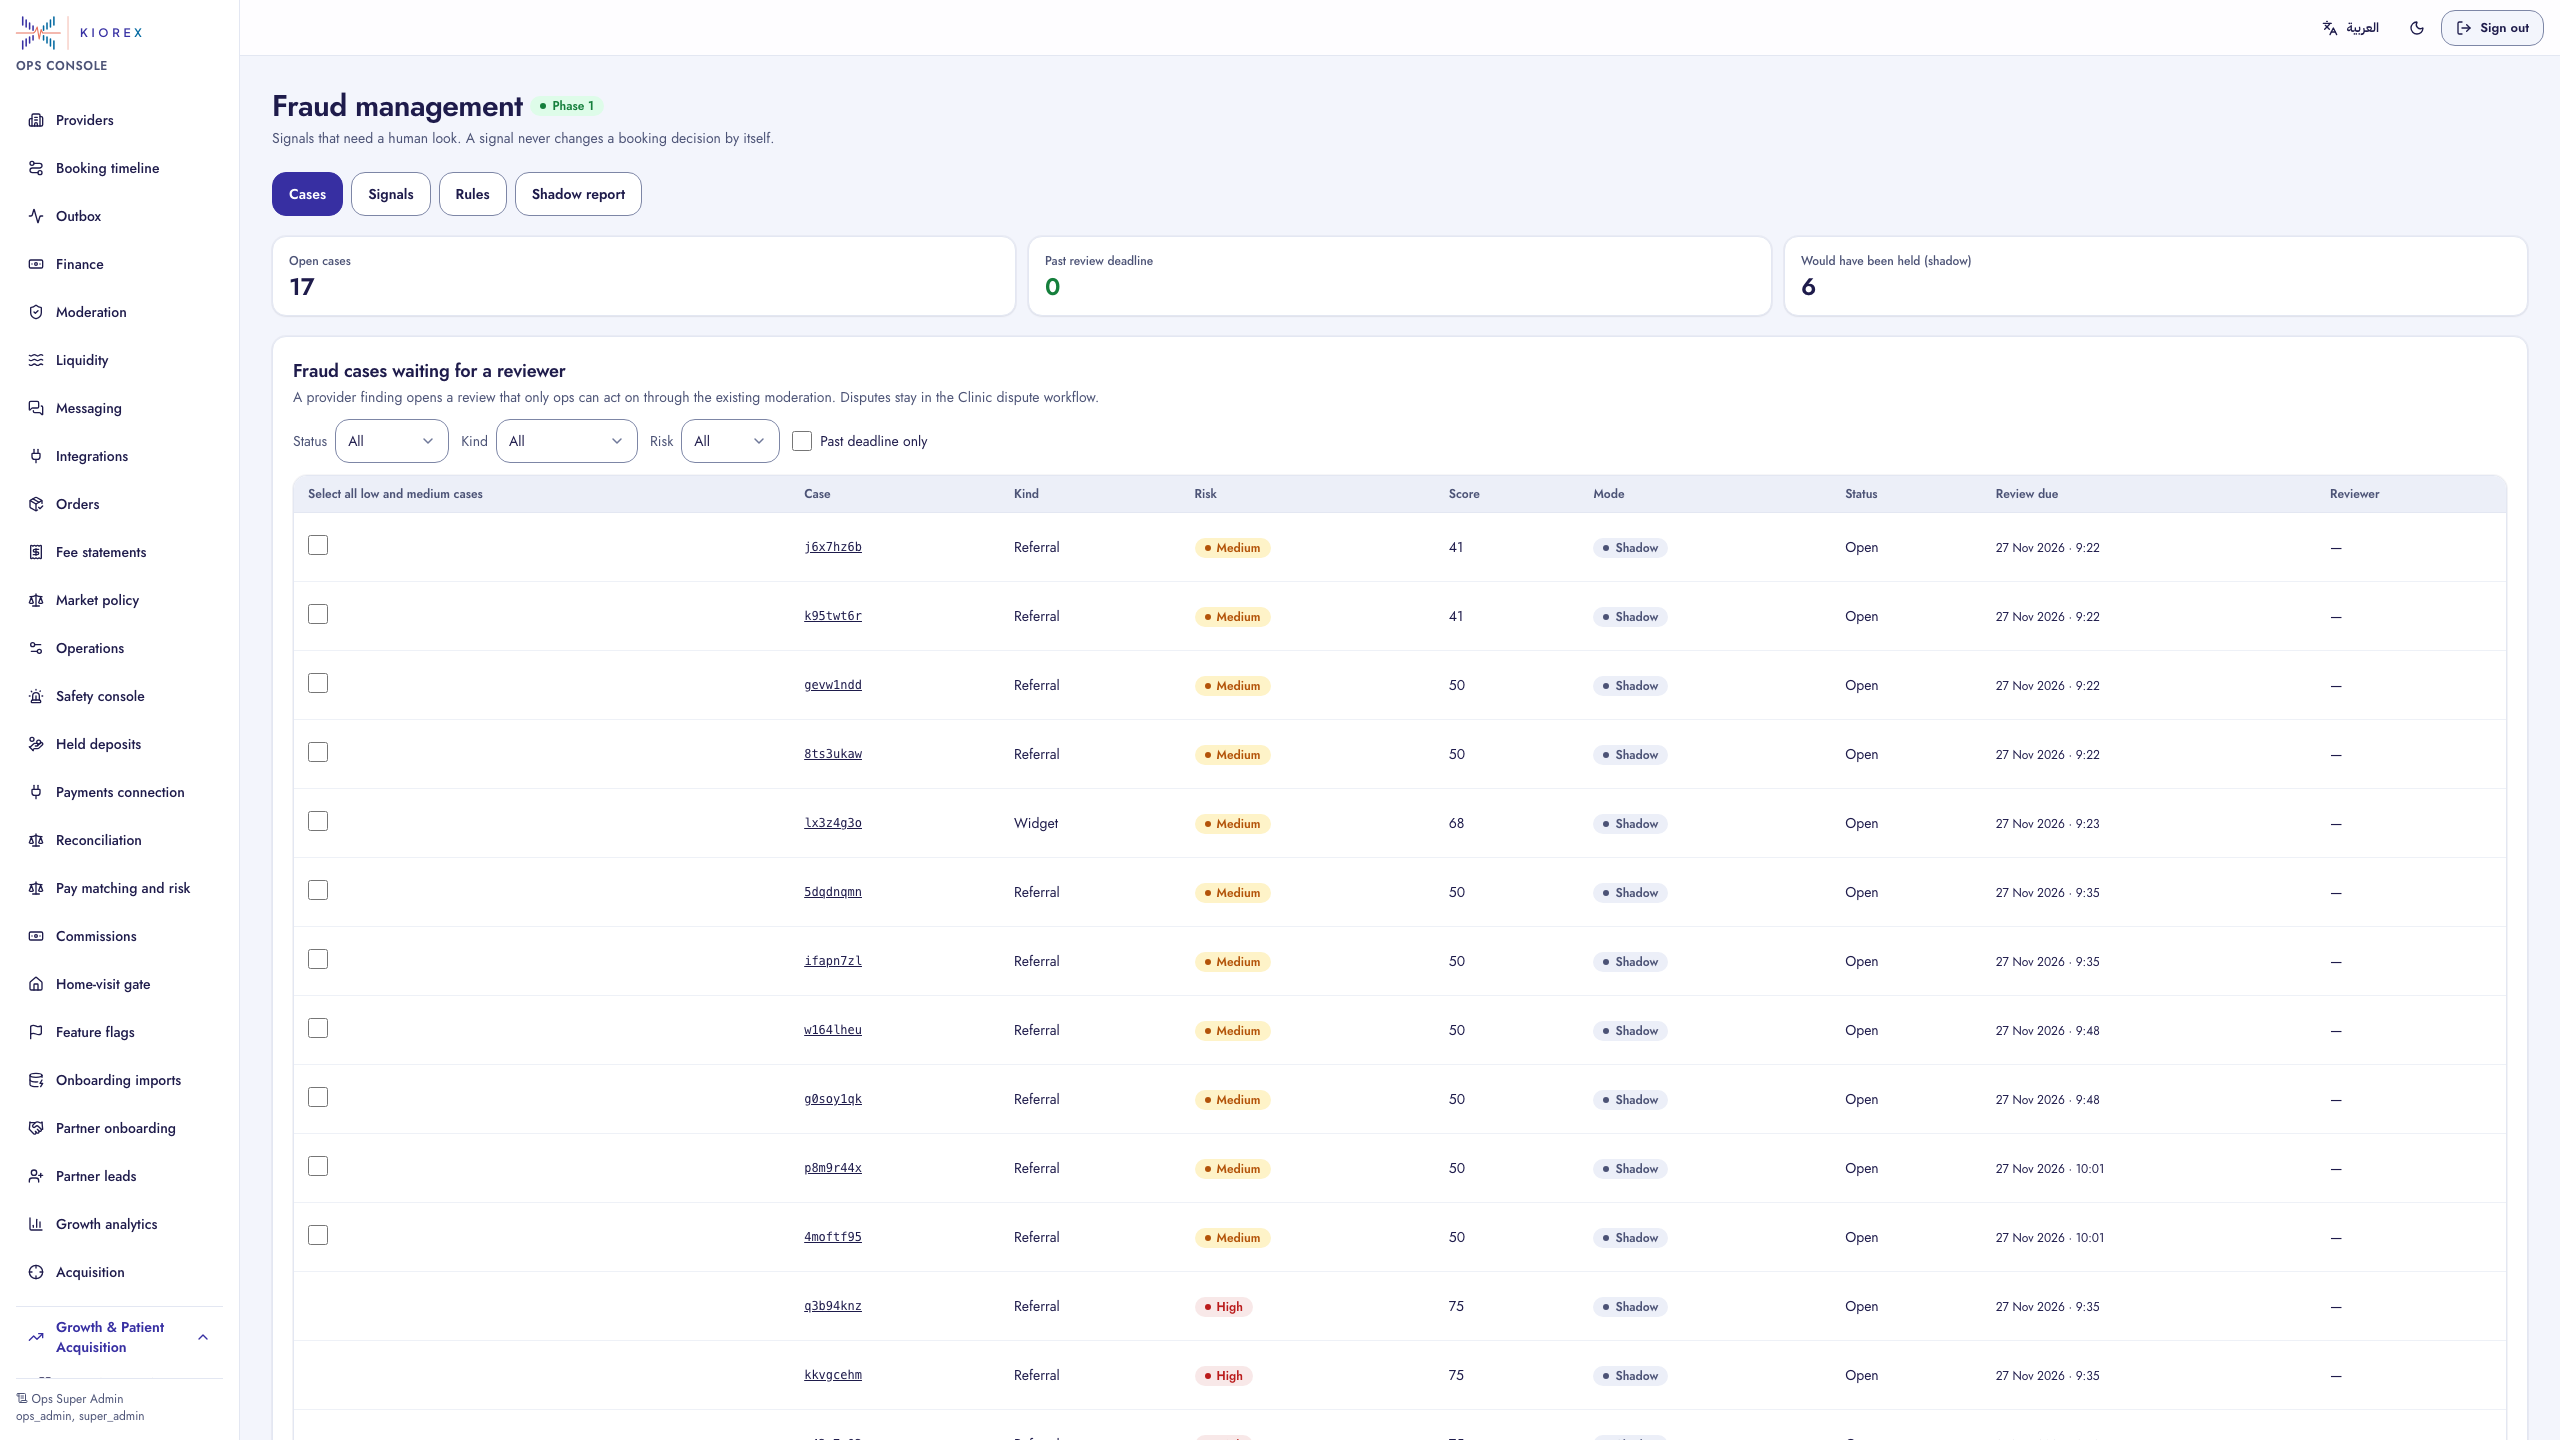 KIOREX
OPS CONSOLE
العربية
Sign out
Providers
Booking timeline
Outbox
Finance
Moderation
Liquidity
Messaging
Integrations
Orders
Fee statements
Market policy
Operations
Safety console
Held deposits
Payments connection
Reconciliation
Pay matching and risk
Commissions
Home-visit gate
Feature flags
Onboarding imports
Partner onboarding
Partner leads
Growth analytics
Acquisition
Growth & Patient
Acquisition
Ops Super Admin
ops_admin, super_admin
Fraud management Phase 1
Signals that need a human look. A signal never changes a booking decision by itself.
Cases Signals Rules Shadow report
Open cases Past review deadline Would have been held (shadow)
17 0 6
Fraud cases waiting for a reviewer
A provider finding opens a review that only ops can act on through the existing moderation. Disputes stay in the Clinic dispute workflow.
Status All Kind All Risk All Past deadline only
Select all low and medium cases Case Kind Risk Score Mode Status Review due Reviewer
j6x7hz6b Referral Medium 41 Shadow Open 27 Nov 2026 · 9:22 —
k95twt6r Referral Medium 41 Shadow Open 27 Nov 2026 · 9:22 —
gevw1ndd Referral Medium 50 Shadow Open 27 Nov 2026 · 9:22 —
8ts3ukaw Referral Medium 50 Shadow Open 27 Nov 2026 · 9:22 —
lx3z4g3o Widget Medium 68 Shadow Open 27 Nov 2026 · 9:23 —
5dqdnqmn Referral Medium 50 Shadow Open 27 Nov 2026 · 9:35 —
ifapn7zl Referral Medium 50 Shadow Open 27 Nov 2026 · 9:35 —
w164lheu Referral Medium 50 Shadow Open 27 Nov 2026 · 9:48 —
g0soy1qk Referral Medium 50 Shadow Open 27 Nov 2026 · 9:48 —
p8m9r44x Referral Medium 50 Shadow Open 27 Nov 2026 · 10:01 —
4moftf95 Referral Medium 50 Shadow Open 27 Nov 2026 · 10:01 —
q3b94knz Referral High 75 Shadow Open 27 Nov 2026 · 9:35 —
kkvgcehm Referral High 75 Shadow Open 27 Nov 2026 · 9:35 —